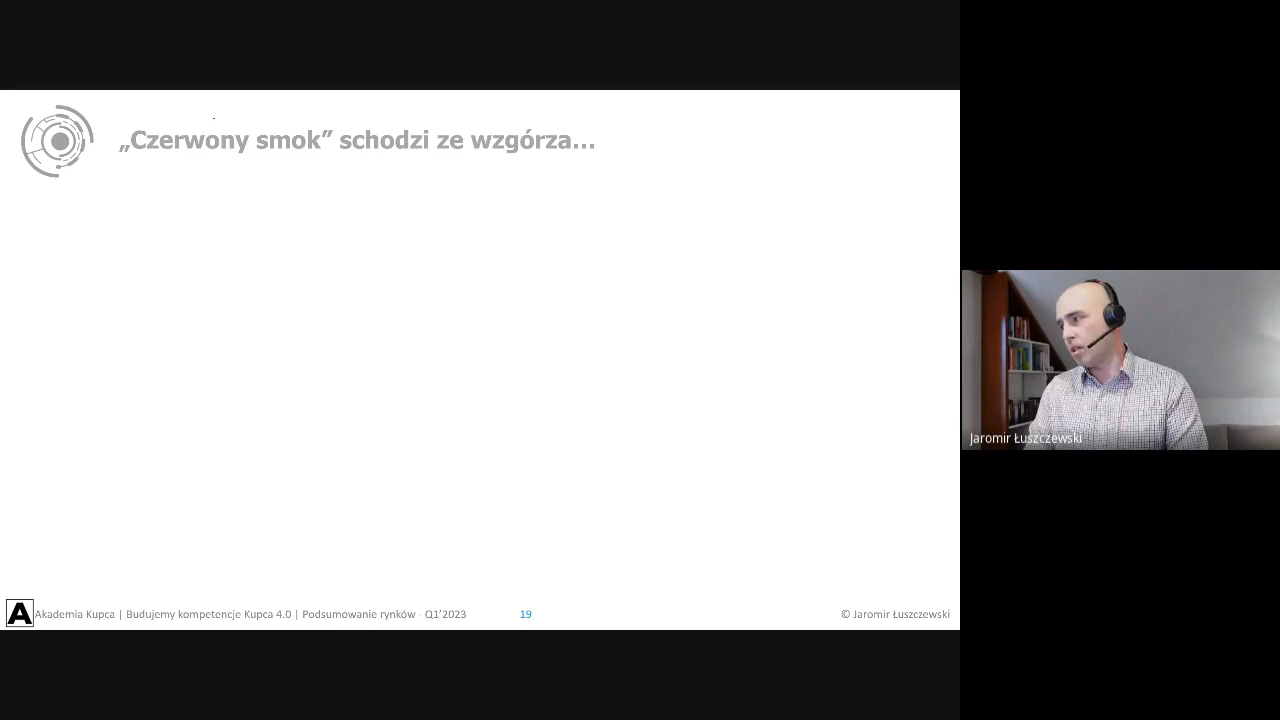 „Czerwony smok” schodzi ze wzgórza...
Jaromir Łuszczewski
A Akademia Kupca | Budujemy kompetencje Kupca 4.0 | Podsumowanie rynków - Q1’2023 19 © Jaromir Łuszczewski